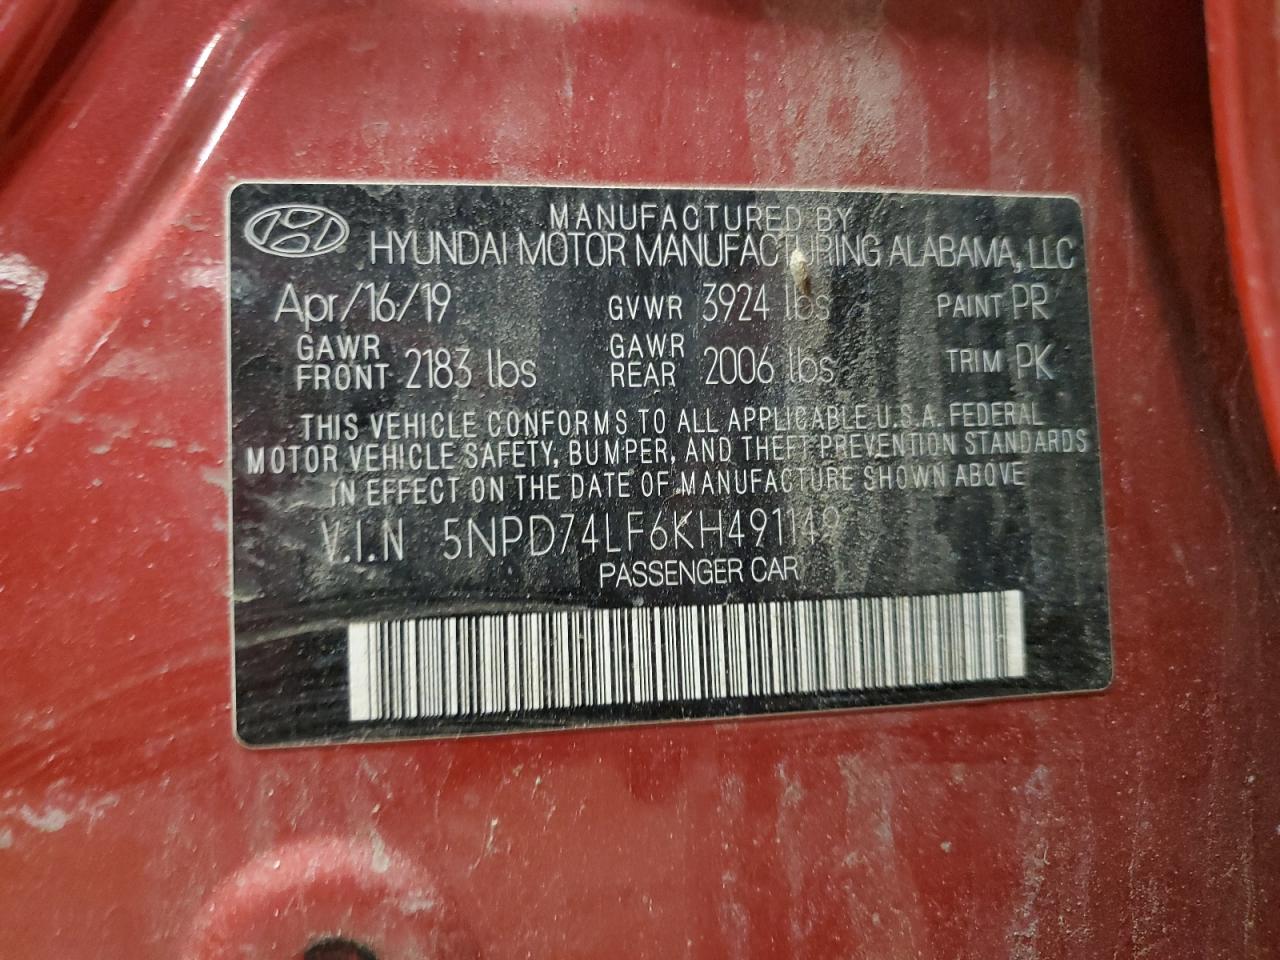 MANUFACTURED BY
HYUNDAI MOTOR MANUFACTURING ALABAMA, LLC
Apr/16/19 GVWR 3924 lbs PAINT PR
GAWR FRONT 2183 lbs GAWR REAR 2006 lbs TRIM PK
THIS VEHICLE CONFORMS TO ALL APPLICABLE U.S.A. FEDERAL
MOTOR VEHICLE SAFETY, BUMPER, AND THEFT PREVENTION STANDARDS
IN EFFECT ON THE DATE OF MANUFACTURE SHOWN ABOVE
V.I.N 5NPD74LF6KH491149
PASSENGER CAR